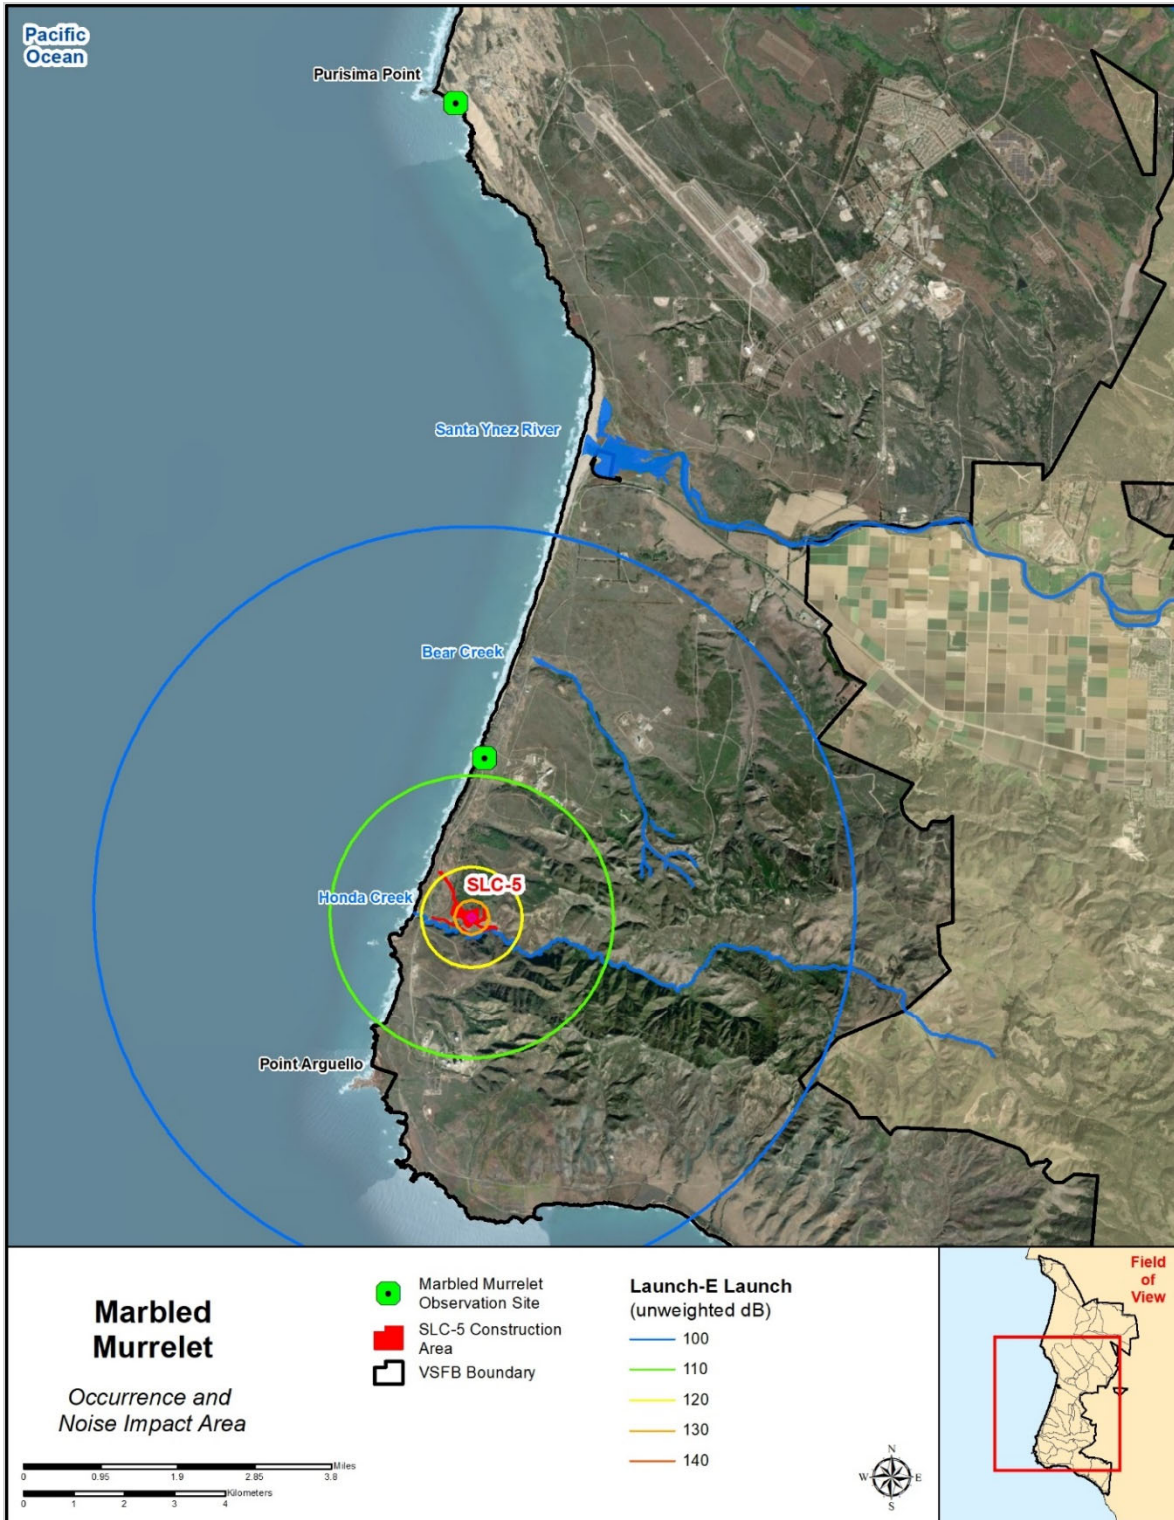 Pacific
Ocean
Purisima Point
Santa Ynez River
Bear Creek
SLC-5
Honda Creek
Point Arguello
Marbled
Murrelet
Occurrence and
Noise Impact Area
0 0.95 1.9 2.85 3.8 Miles
0 1 2 3 4 Kilometers
Marbled Murrelet
Observation Site
SLC-5 Construction
Area
VSFB Boundary
Launch-E Launch
(unweighted dB)
100
110
120
130
140
N
W E
S
Field
of
View